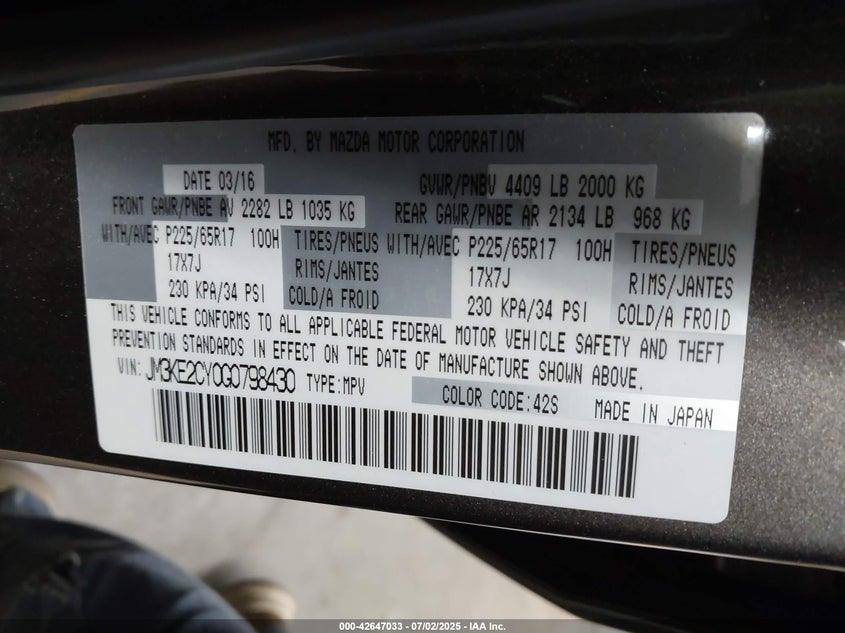 MFD. BY MAZDA MOTOR CORPORATION
DATE 03/16 GVWR/PNBV 4409 LB 2000 KG
FRONT GAWR/PNBE AV 2282 LB 1035 KG REAR GAWR/PNBE AR 2134 LB 968 KG
WITH/AVEC P225/65R17 100H TIRES/PNEUS WITH/AVEC P225/65R17 100H TIRES/PNEUS
17X7J RIMS/JANTES 17X7J RIMS/JANTES
230 KPA/34 PSI COLD/A FROID 230 KPA/34 PSI COLD/A FROID
THIS VEHICLE CONFORMS TO ALL APPLICABLE FEDERAL MOTOR VEHICLE SAFETY AND THEFT
PREVENTION STANDARDS IN EFFECT ON THE DATE OF MANUFACTURE SHOWN ABOVE.
VIN: JM3KE2CY0G0798430 TYPE:MPV COLOR CODE:42S MADE IN JAPAN
000-42647033 - 07/02/2025 - IAA Inc.